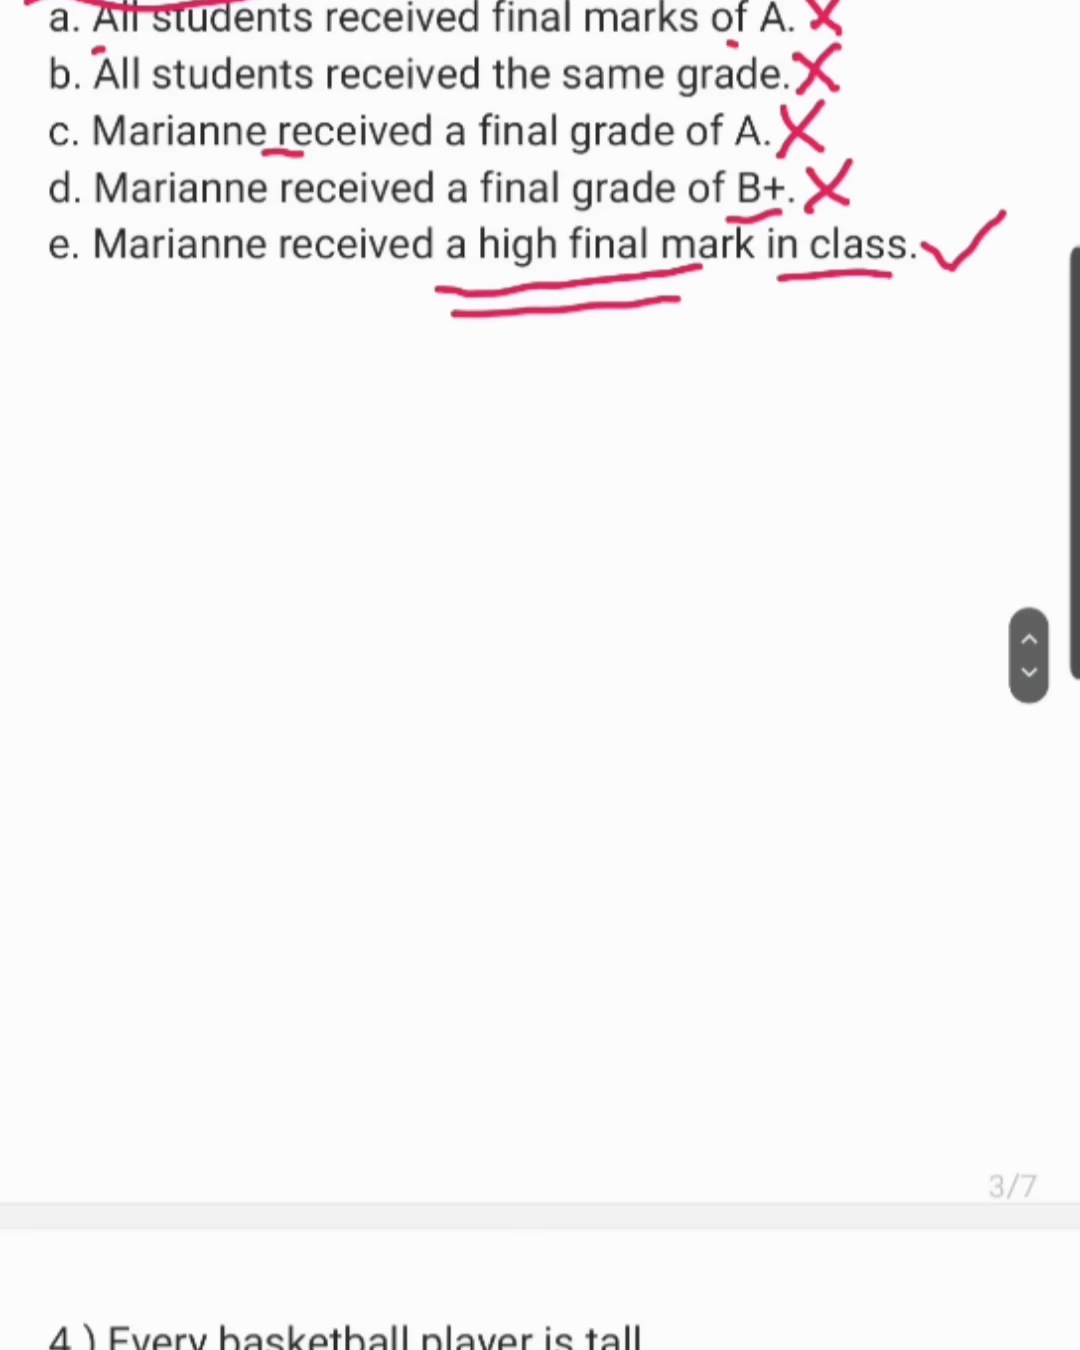 a. All students received final marks of A.
b. All students received the same grade.
c. Marianne received a final grade of A.
d. Marianne received a final grade of B+.
e. Marianne received a high final mark in class.
3/7
4.) Every basketball player is tall